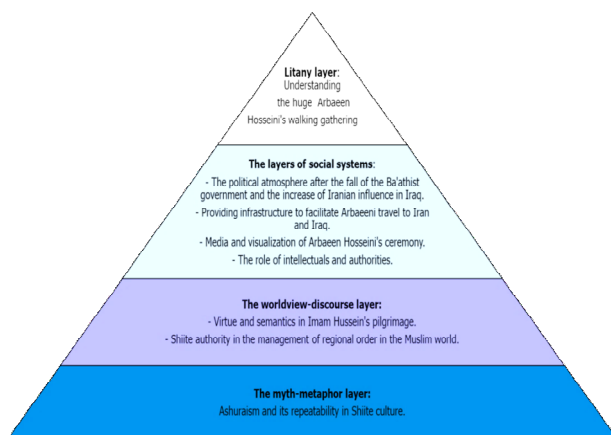 Litany layer:
Understanding
the huge Arbaeen
Hosseini's walking gathering
The layers of social systems:
- The political atmosphere after the fall of the Ba'athist
government and the increase of Iranian influence in Iraq.
- Providing infrastructure to facilitate Arbaeeni travel to Iran
and Iraq.
- Media and visualization of Arbaeen Hosseini's ceremony.
- The role of intellectuals and authorities.
The worldview-discourse layer:
- Virtue and semantics in Imam Hussein's pilgrimage.
- Shiite authority in the management of regional order in the Muslim world.
The myth-metaphor layer:
Ashuraism and its repeatability in Shiite culture.